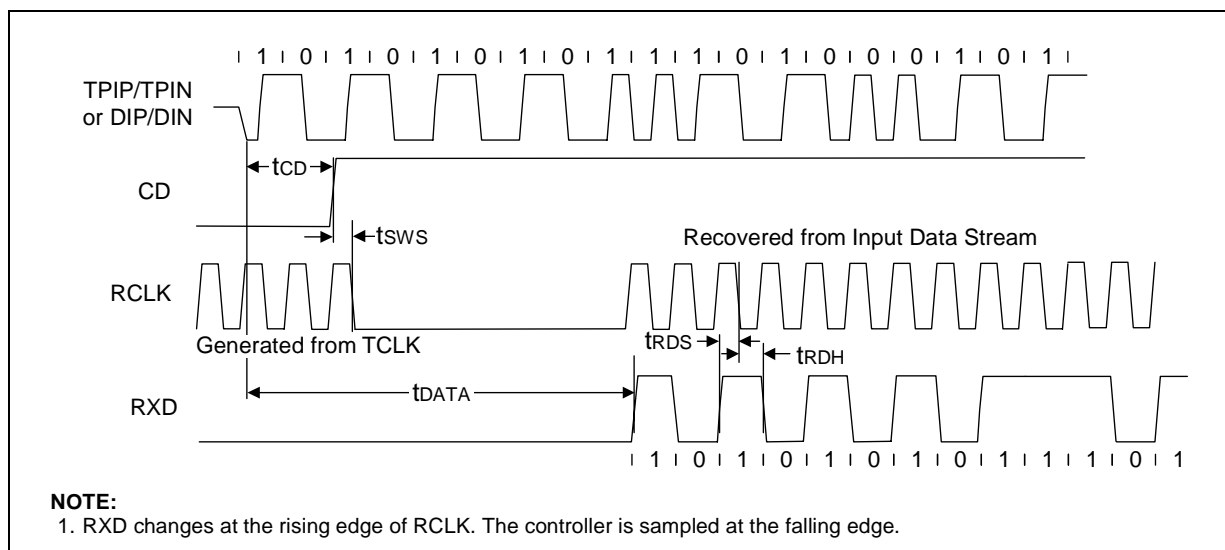 1 0 1 0 1 0 1 0 1 1 1 0 1 0 0 0 1 0 1
TPIP/TPIN
or DIP/DIN
tCD
CD
tSWS
Recovered from Input Data Stream
RCLK
Generated from TCLK
tRDS
tRDH
tDATA
RXD
1 0 1 0 1 0 1 0 1 1 1 0 1
NOTE:
1. RXD changes at the rising edge of RCLK. The controller is sampled at the falling edge.